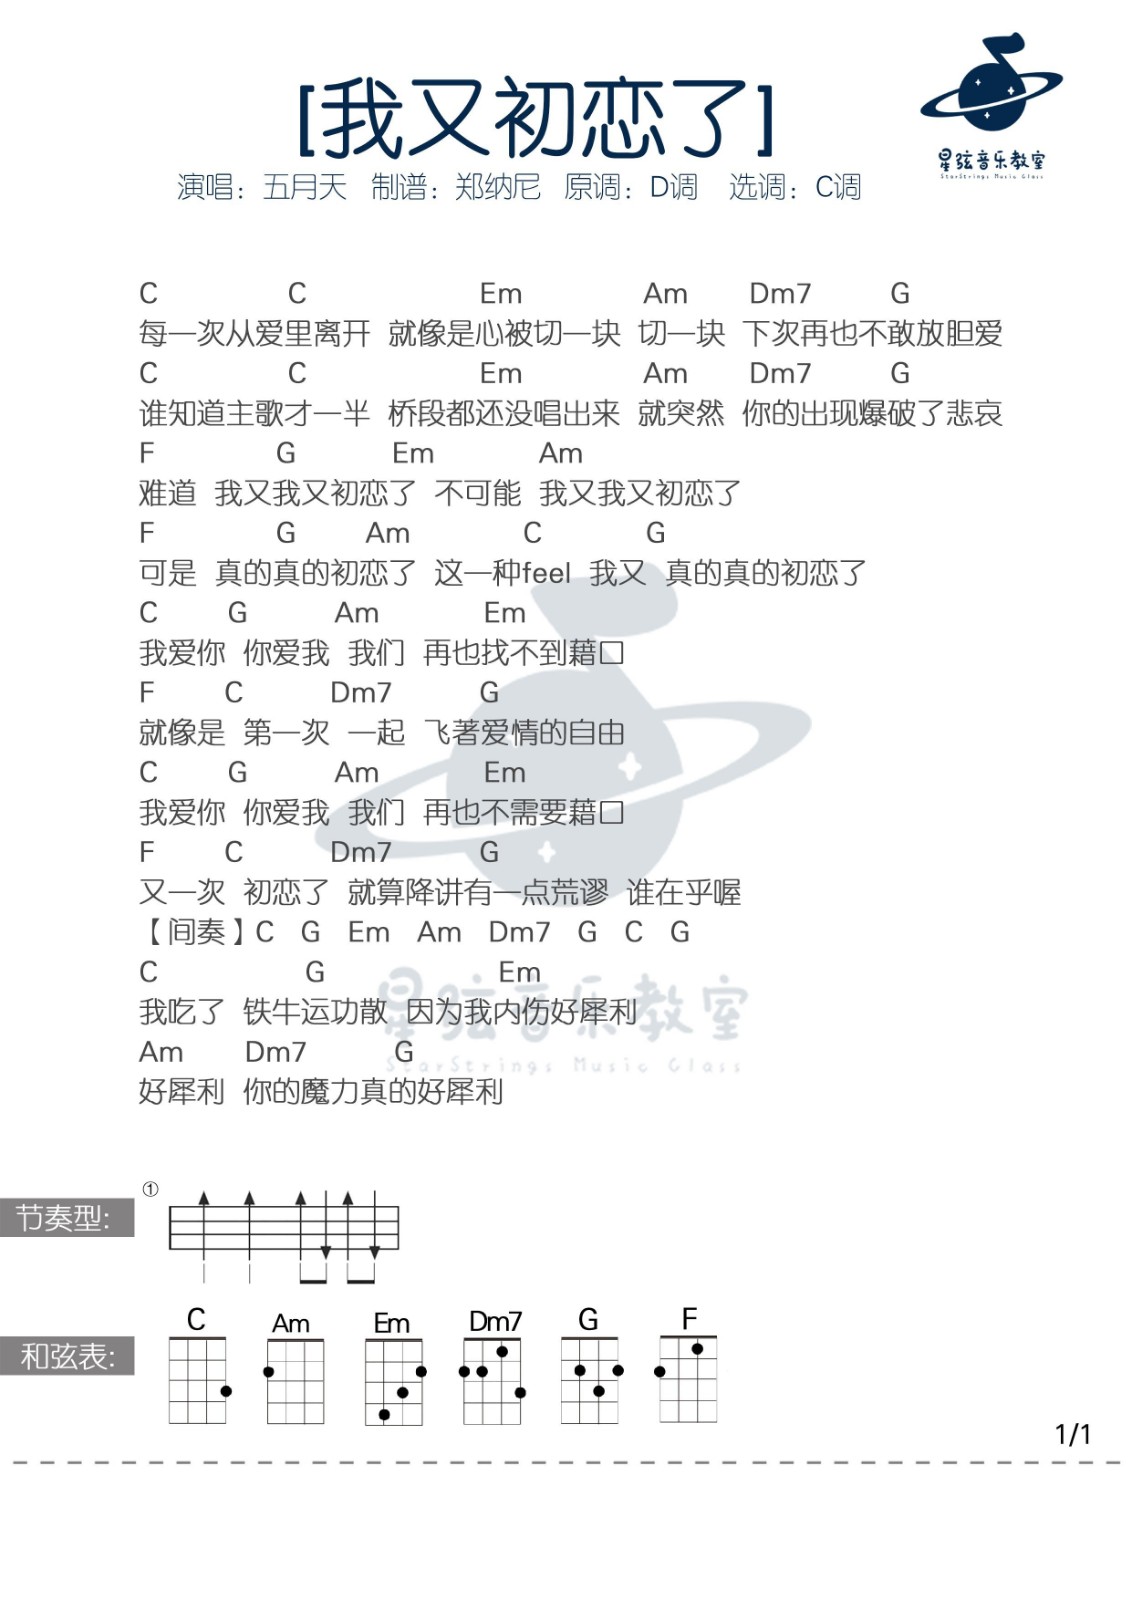 [我又初恋了]
星弦音乐教室
StarStrings Music Class
演唱：五月天 制谱：郑纳尼 原调：D调 选调：C调
C C Em Am Dm7 G
每一次从爱里离开 就像是心被切一块 切一块 下次再也不敢放胆爱
C C Em Am Dm7 G
谁知道主歌才一半 桥段都还没唱出来 就突然 你的出现爆破了悲哀
F G Em Am
难道 我又我又初恋了 不可能 我又我又初恋了
F G Am C G
可是 真的真的初恋了 这一种feel 我又 真的真的初恋了
C G Am Em
我爱你 你爱我 我们 再也找不到藉口
F C Dm7 G
就像是 第一次 一起 飞著爱情的自由
C G Am Em
我爱你 你爱我 我们 再也不需要藉口
F C Dm7 G
又一次 初恋了 就算降讲有一点荒谬 谁在乎喔
【间奏】C G Em Am Dm7 G C G
C G Em
我吃了 铁牛运功散 因为我内伤好犀利
星弦音乐教室
StarStrings Music Class
Am Dm7 G
好犀利 你的魔力真的好犀利
节奏型:
①
和弦表:
C Am Em Dm7 G F
1/1